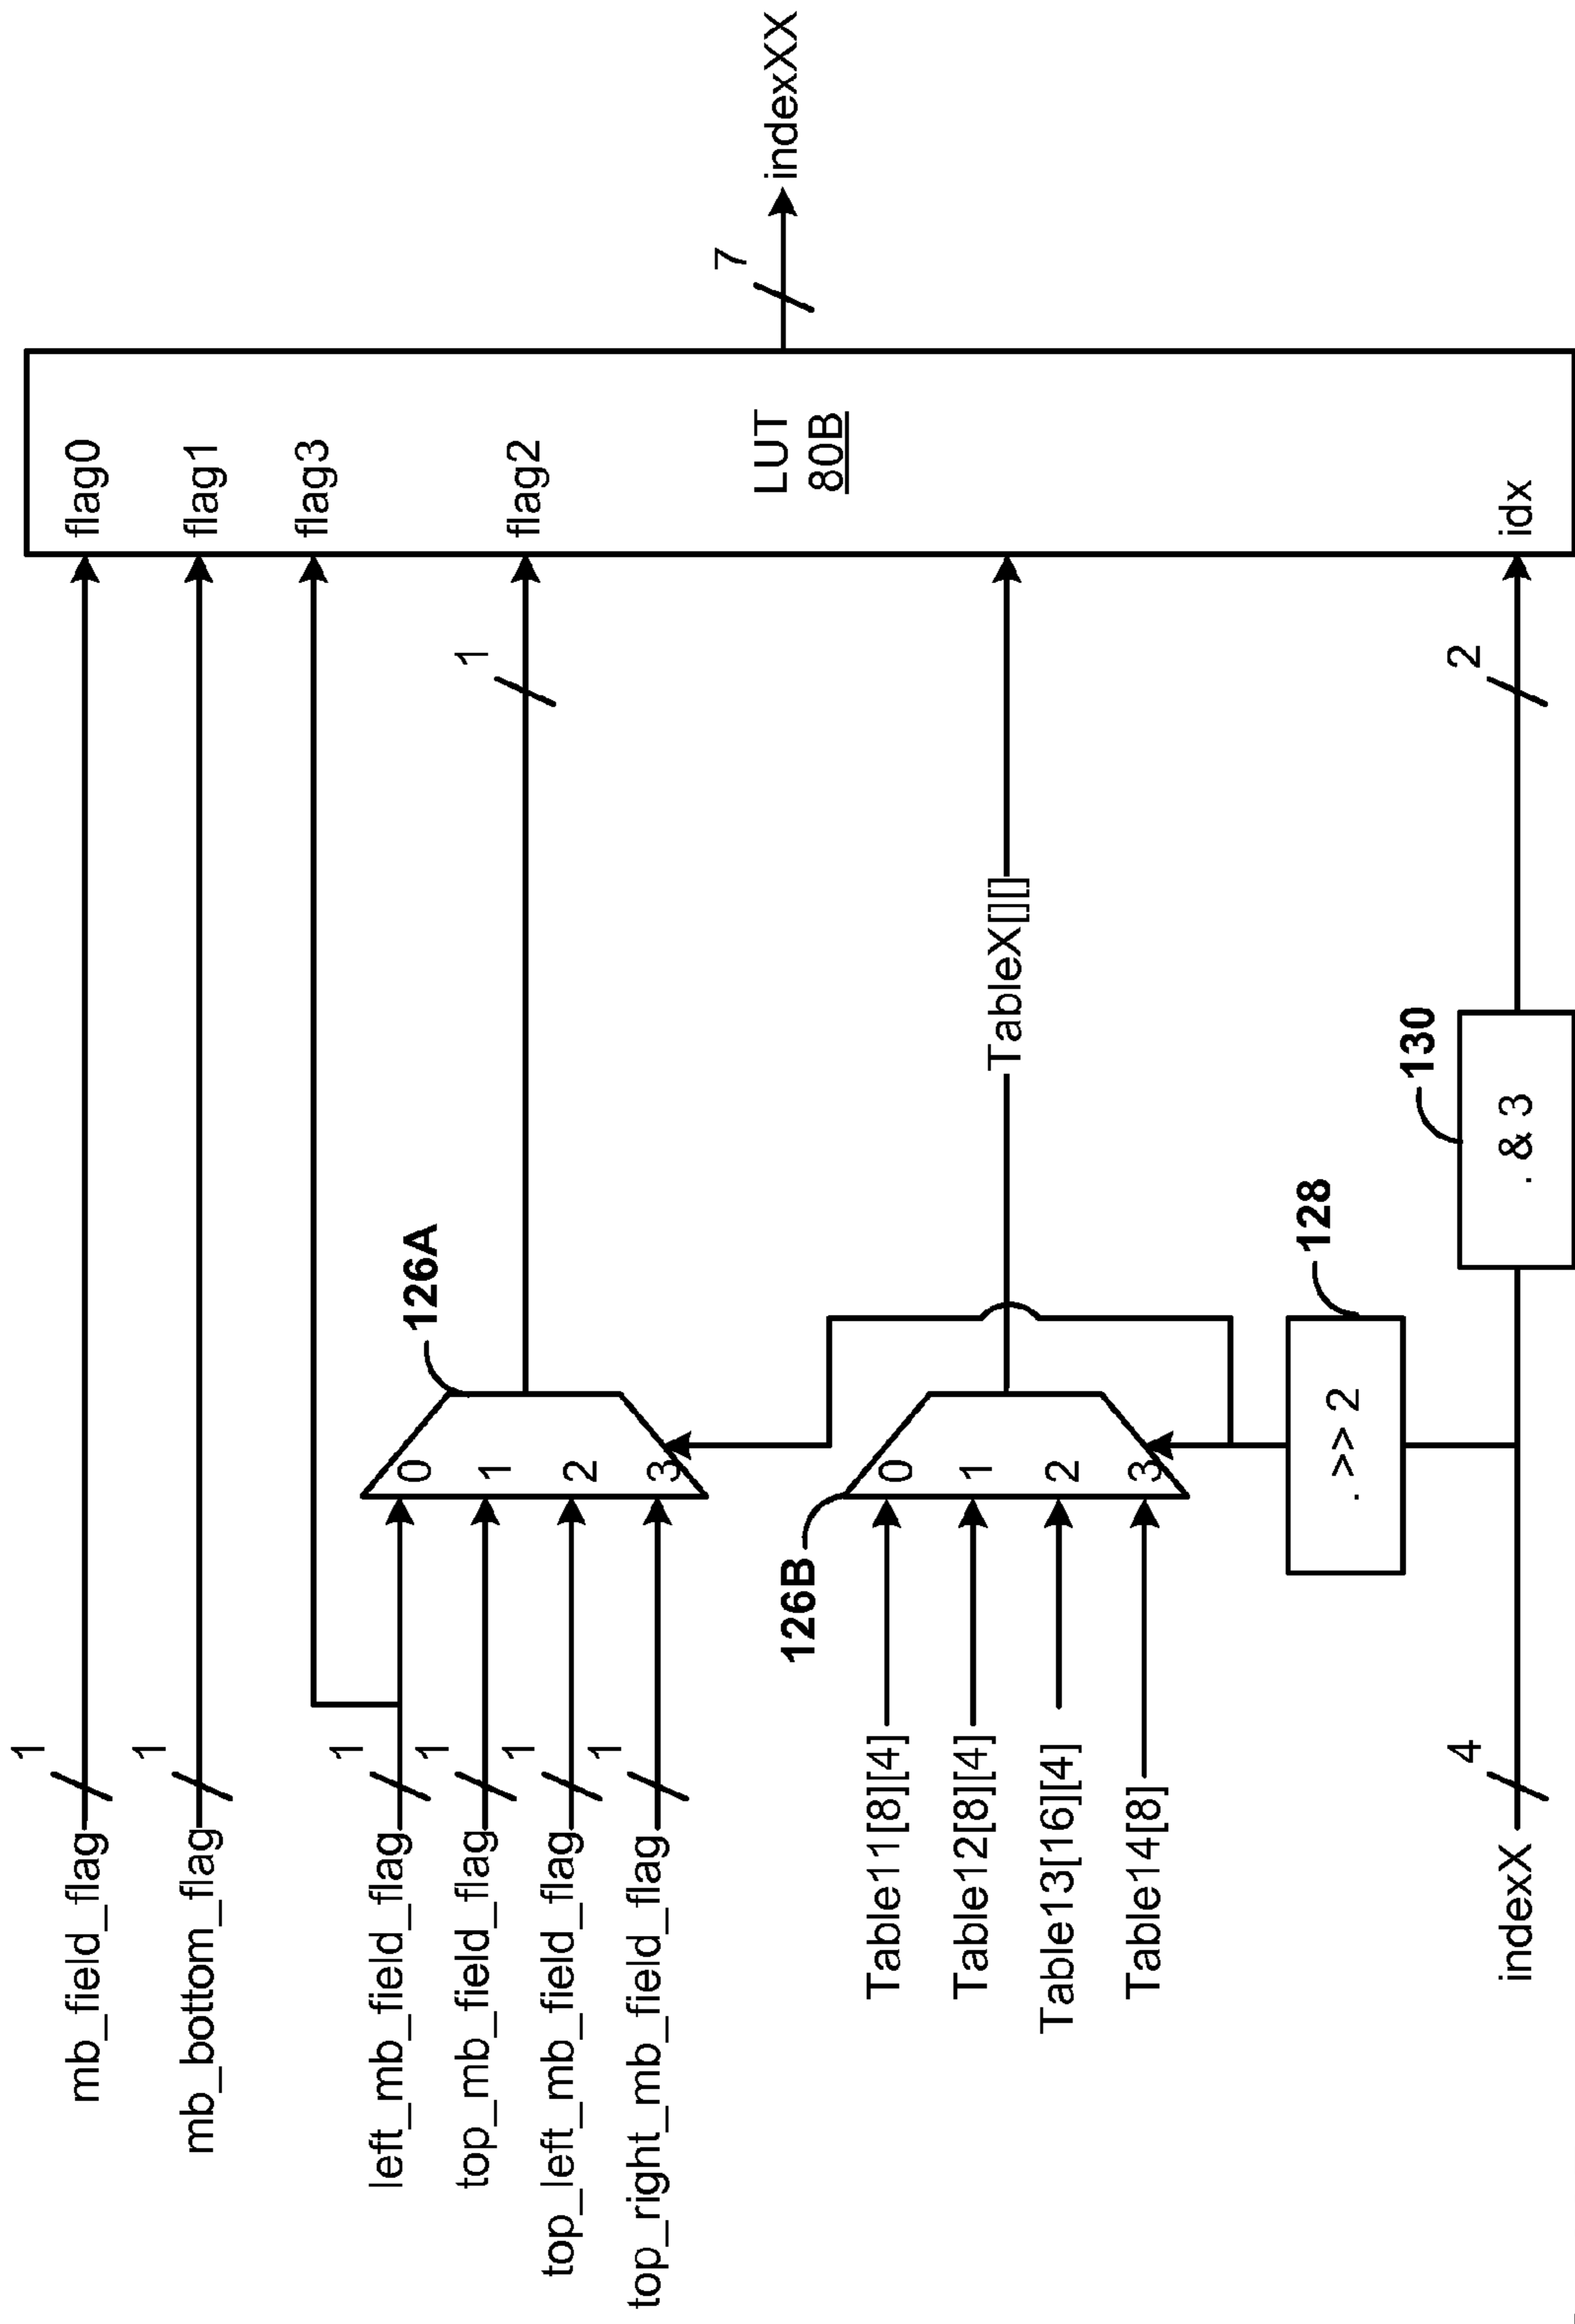 mb_field_flag
1
flag0
mb_bottom_flag
1
flag1
left_mb_field_flag
1
flag3
top_mb_field_flag
1
top_left_mb_field_flag
1
top_right_mb_field_flag
1
0
1
2
3
126A
1
flag2
LUT
80B
7
indexXX
126B
Table11[8][4]
Table12[8][4]
Table13[16][4]
Table14[8]
0
1
2
3
TableX[][]
. >> 2
128
indexX
4
. & 3
130
2
idx